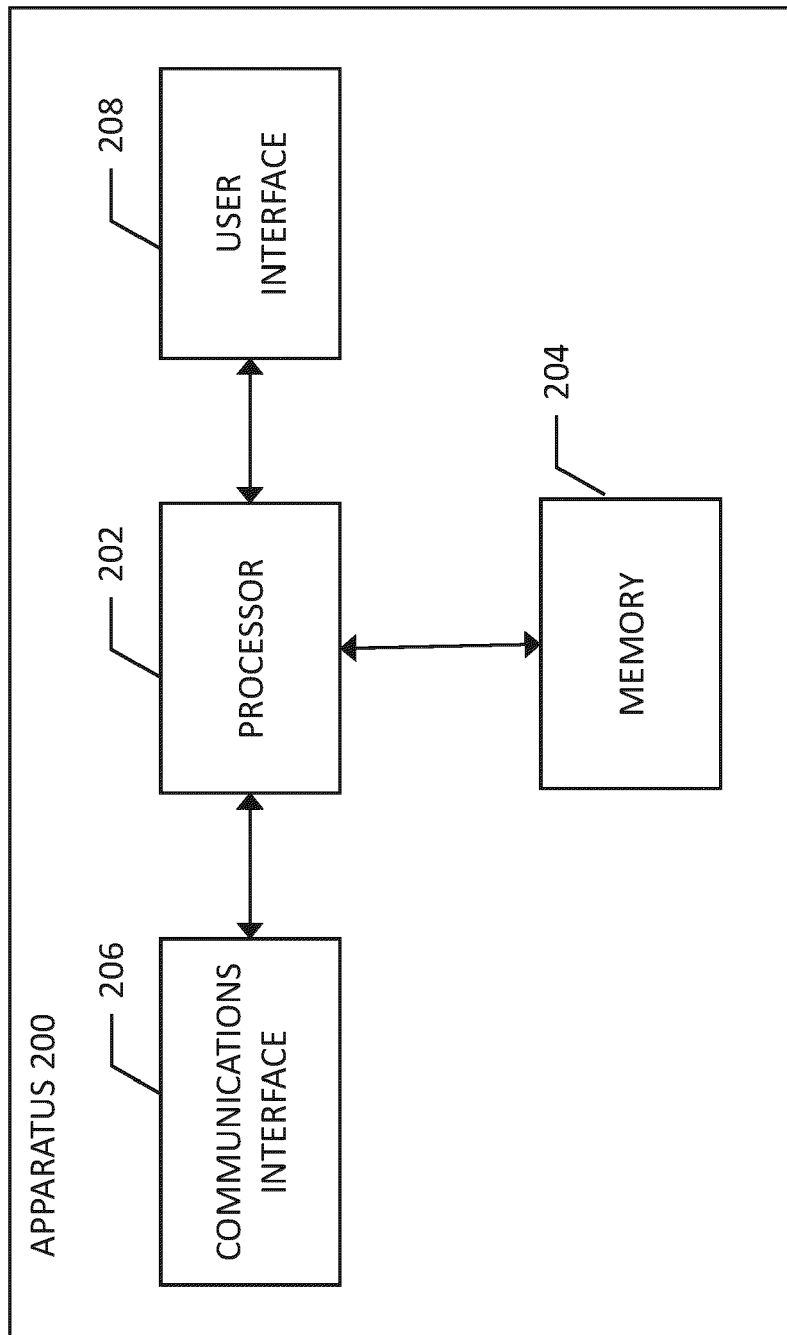 APPARATUS 200
206
COMMUNICATIONS
INTERFACE
202
PROCESSOR
208
USER
INTERFACE
204
MEMORY